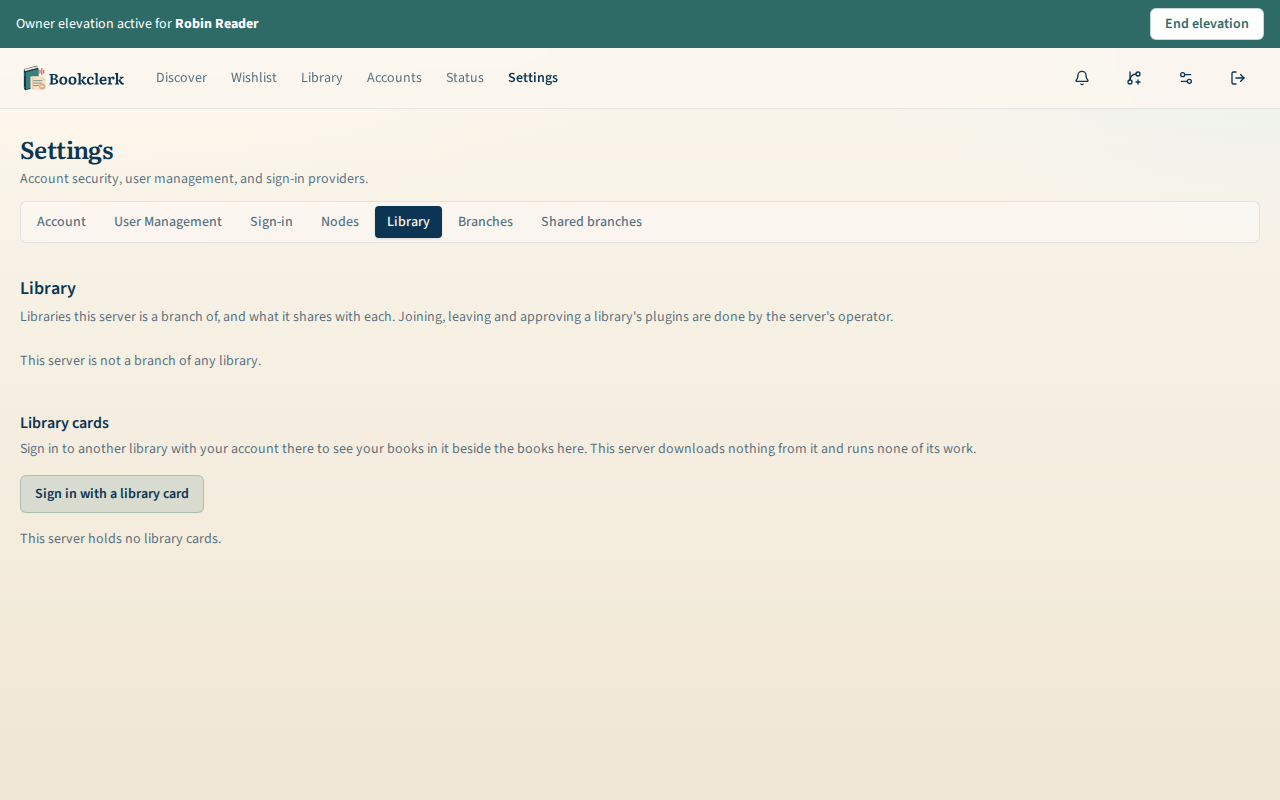 Owner elevation active for Robin Reader
End elevation
Bookclerk
Discover
Wishlist
Library
Accounts
Status
Settings
Settings
Account security, user management, and sign-in providers.
Account
User Management
Sign-in
Nodes
Library
Branches
Shared branches
Library
Libraries this server is a branch of, and what it shares with each. Joining, leaving and approving a library's plugins are done by the server's operator.
This server is not a branch of any library.
Library cards
Sign in to another library with your account there to see your books in it beside the books here. This server downloads nothing from it and runs none of its work.
Sign in with a library card
This server holds no library cards.